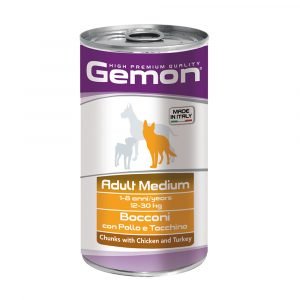 HIGH PREMIUM QUALITY
Gemon®
MADE
IN ITALY
Adult Medium
1-8 anni/years
12-30 kg
Bocconi
con Pollo e Tacchino
Chunks with Chicken and Turkey